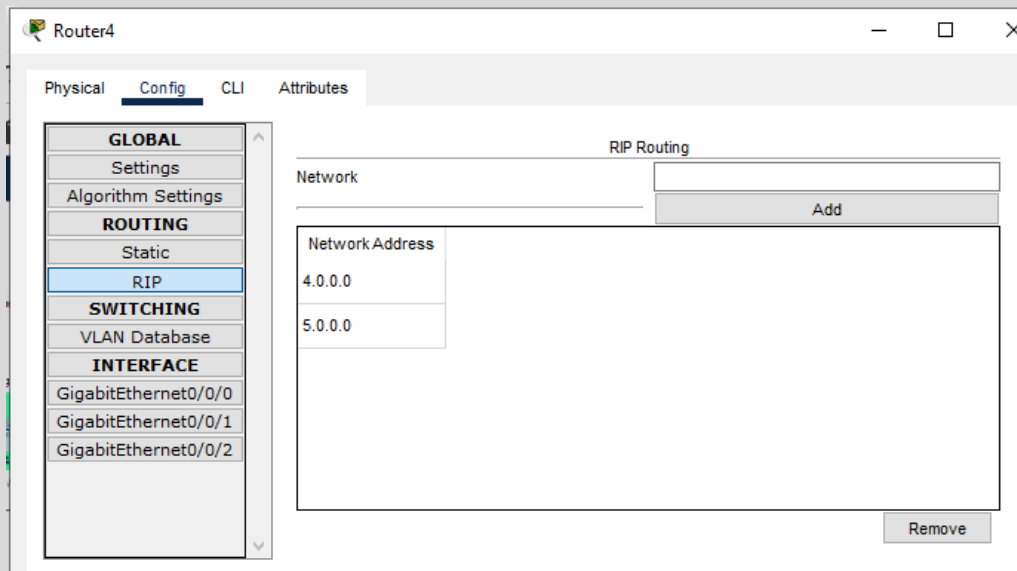 Router4
Physical Config CLI Attributes
GLOBAL
Settings
Algorithm Settings
ROUTING
Static
RIP
SWITCHING
VLAN Database
INTERFACE
GigabitEthernet0/0/0
GigabitEthernet0/0/1
GigabitEthernet0/0/2
RIP Routing
Network
Add
Network Address
4.0.0.0
5.0.0.0
Remove